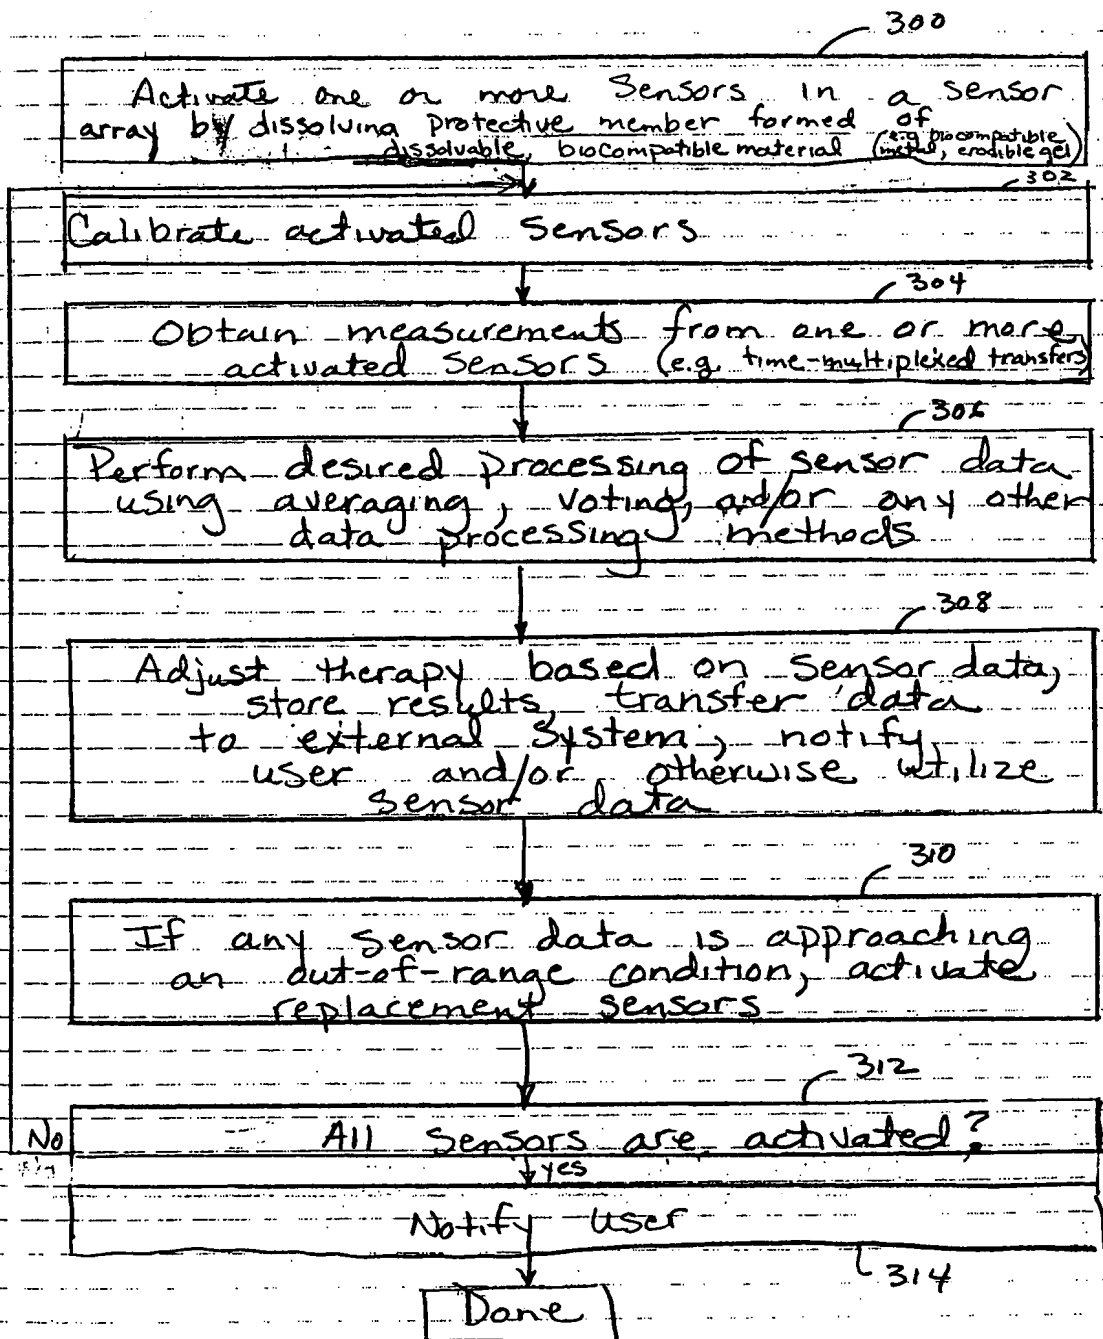 300
Activate one or more Sensors in a sensor
array by dissolving protective member formed of
dissolvable, biocompatible material (e.g. biocompatible
metal, erodible gel)
302
Calibrate activated Sensors
304
Obtain measurements from one or more
activated sensors (e.g. time-multiplexed transfers)
306
Perform desired processing of sensor data
using averaging, voting, and/or any other
data processing methods
308
Adjust therapy based on sensor data,
store results, transfer data
to external system, notify
user and/or otherwise utilize
sensor data
310
If any sensor data is approaching
an out-of-range condition, activate
replacement sensors
312
No
All sensors are activated?
yes
Notify user
314
Done